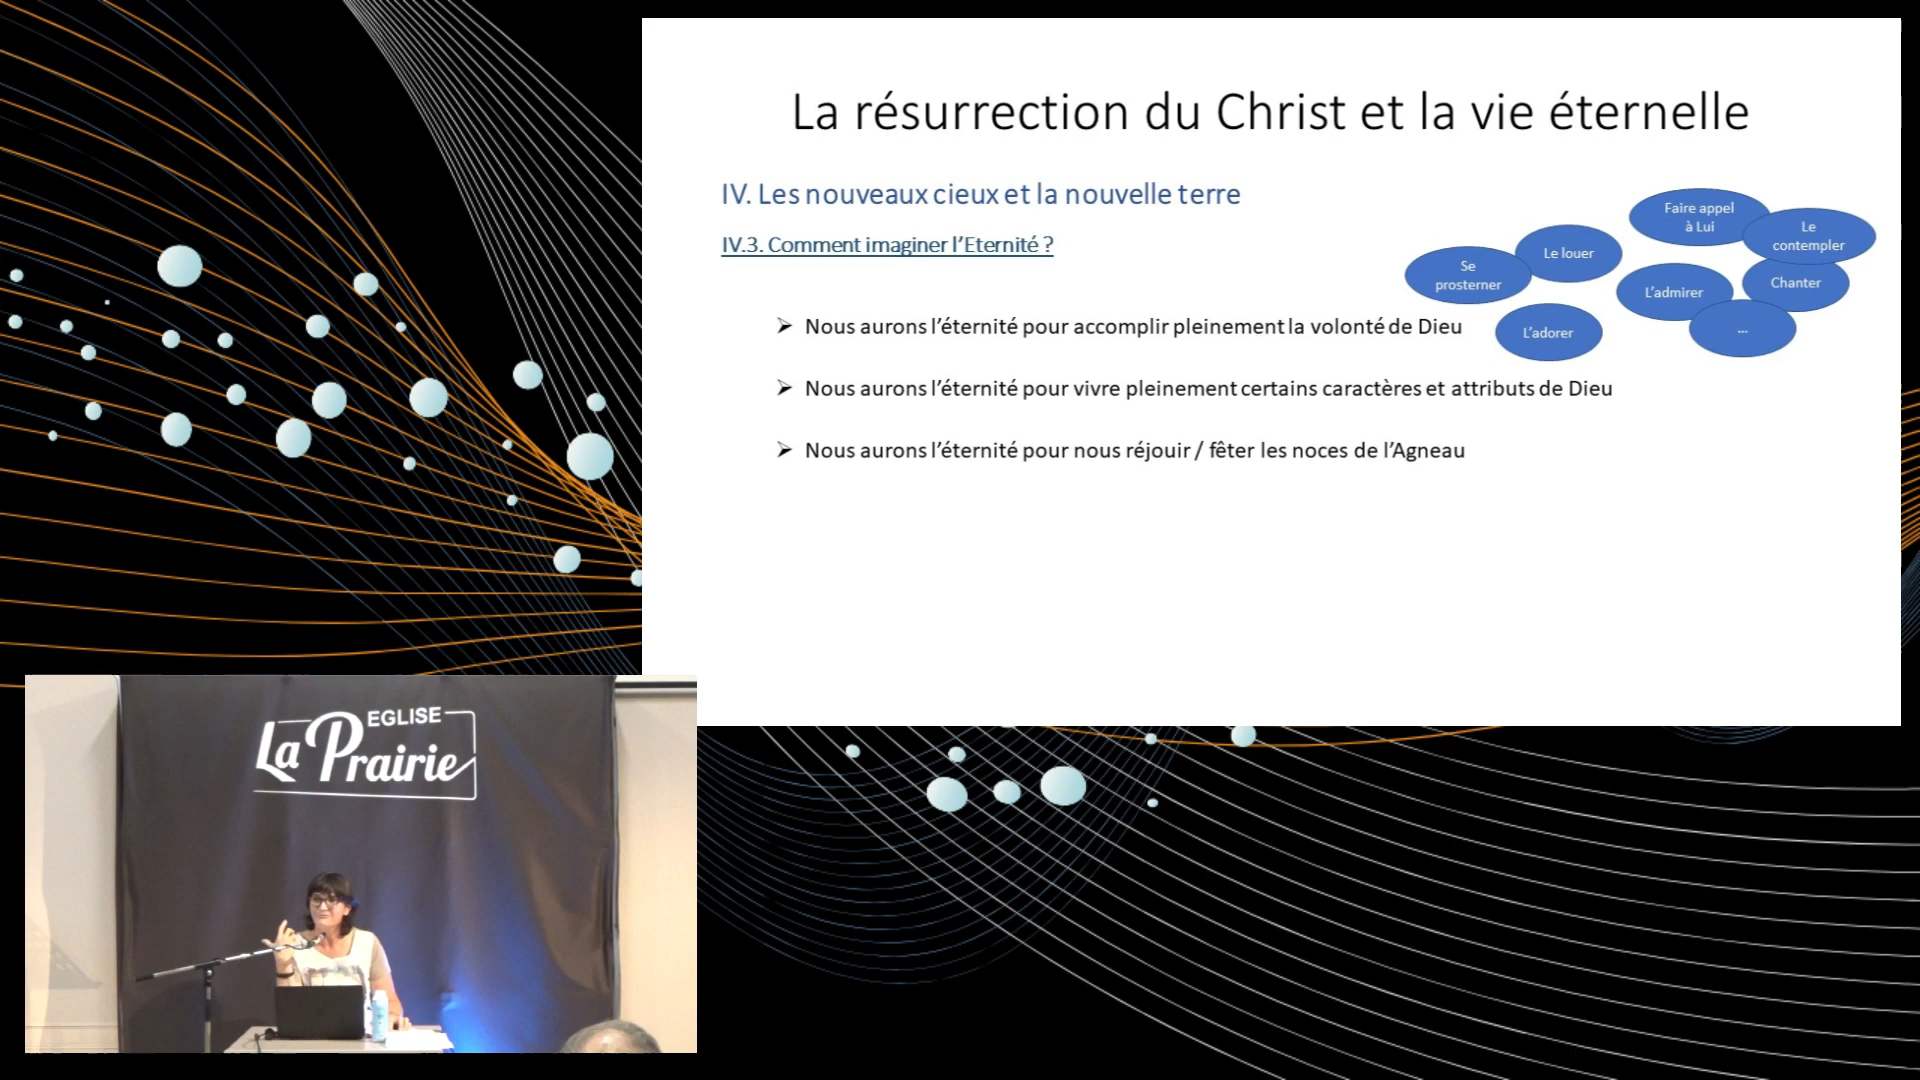 La résurrection du Christ et la vie éternelle
IV. Les nouveaux cieux et la nouvelle terre
IV.3. Comment imaginer l’Eternité ?
Faire appel
à Lui
Le
contempler
Le louer
Se
prosterner
L’admirer
Chanter
...
L’adorer
➢ Nous aurons l’éternité pour accomplir pleinement la volonté de Dieu
➢ Nous aurons l’éternité pour vivre pleinement certains caractères et attributs de Dieu
➢ Nous aurons l’éternité pour nous réjouir / fêter les noces de l’Agneau
EGLISE
La Prairie